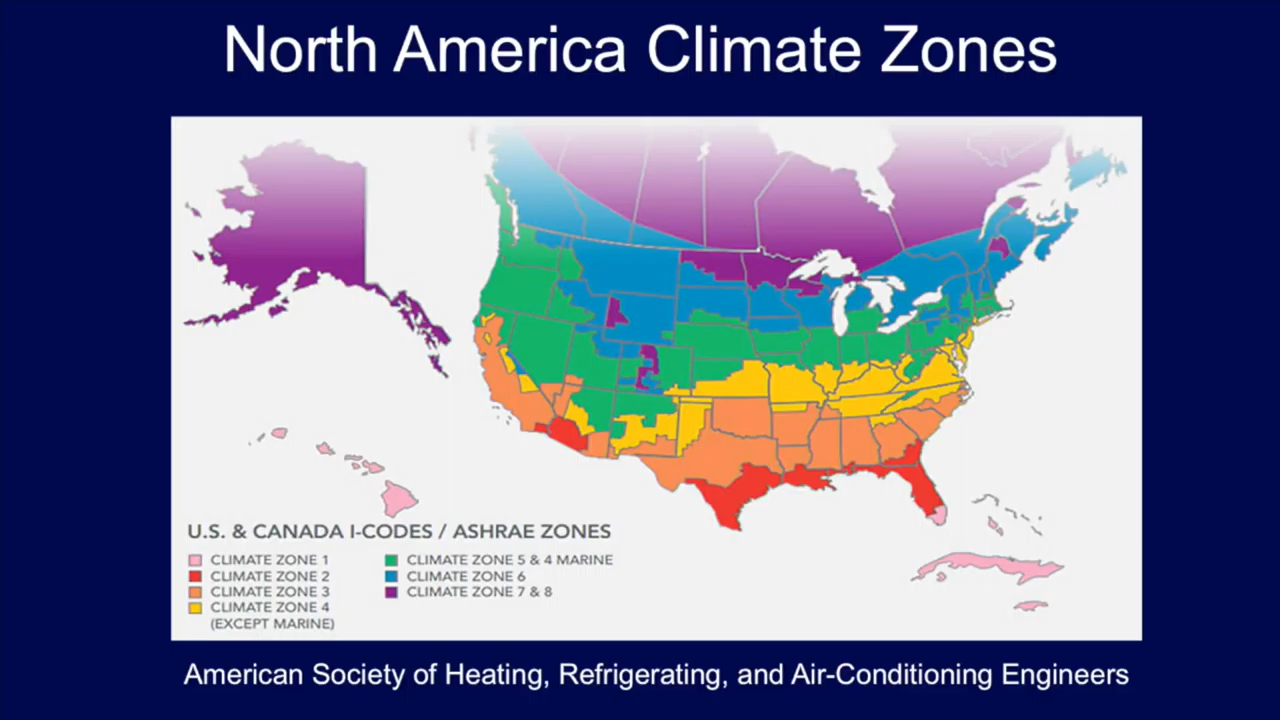 North America Climate Zones
U.S. & CANADA I-CODES / ASHRAE ZONES
CLIMATE ZONE 1
CLIMATE ZONE 2
CLIMATE ZONE 3
CLIMATE ZONE 4
(EXCEPT MARINE)
CLIMATE ZONE 5 & 4 MARINE
CLIMATE ZONE 6
CLIMATE ZONE 7 & 8
American Society of Heating, Refrigerating, and Air-Conditioning Engineers